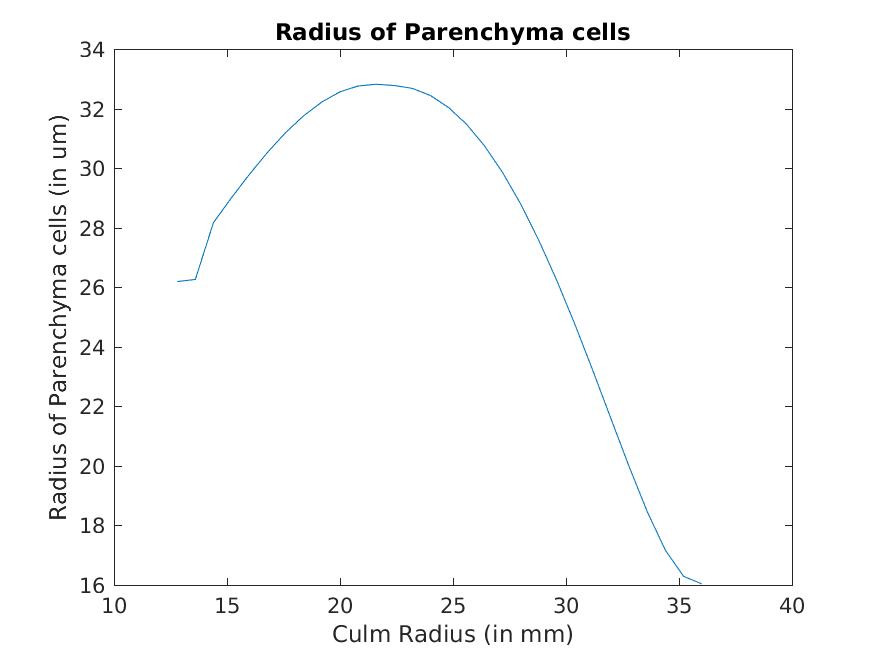 Radius of Parenchyma cells
Radius of Parenchyma cells (in um)
34
32
30
28
26
24
22
20
18
16
10 15 20 25 30 35 40
Culm Radius (in mm)